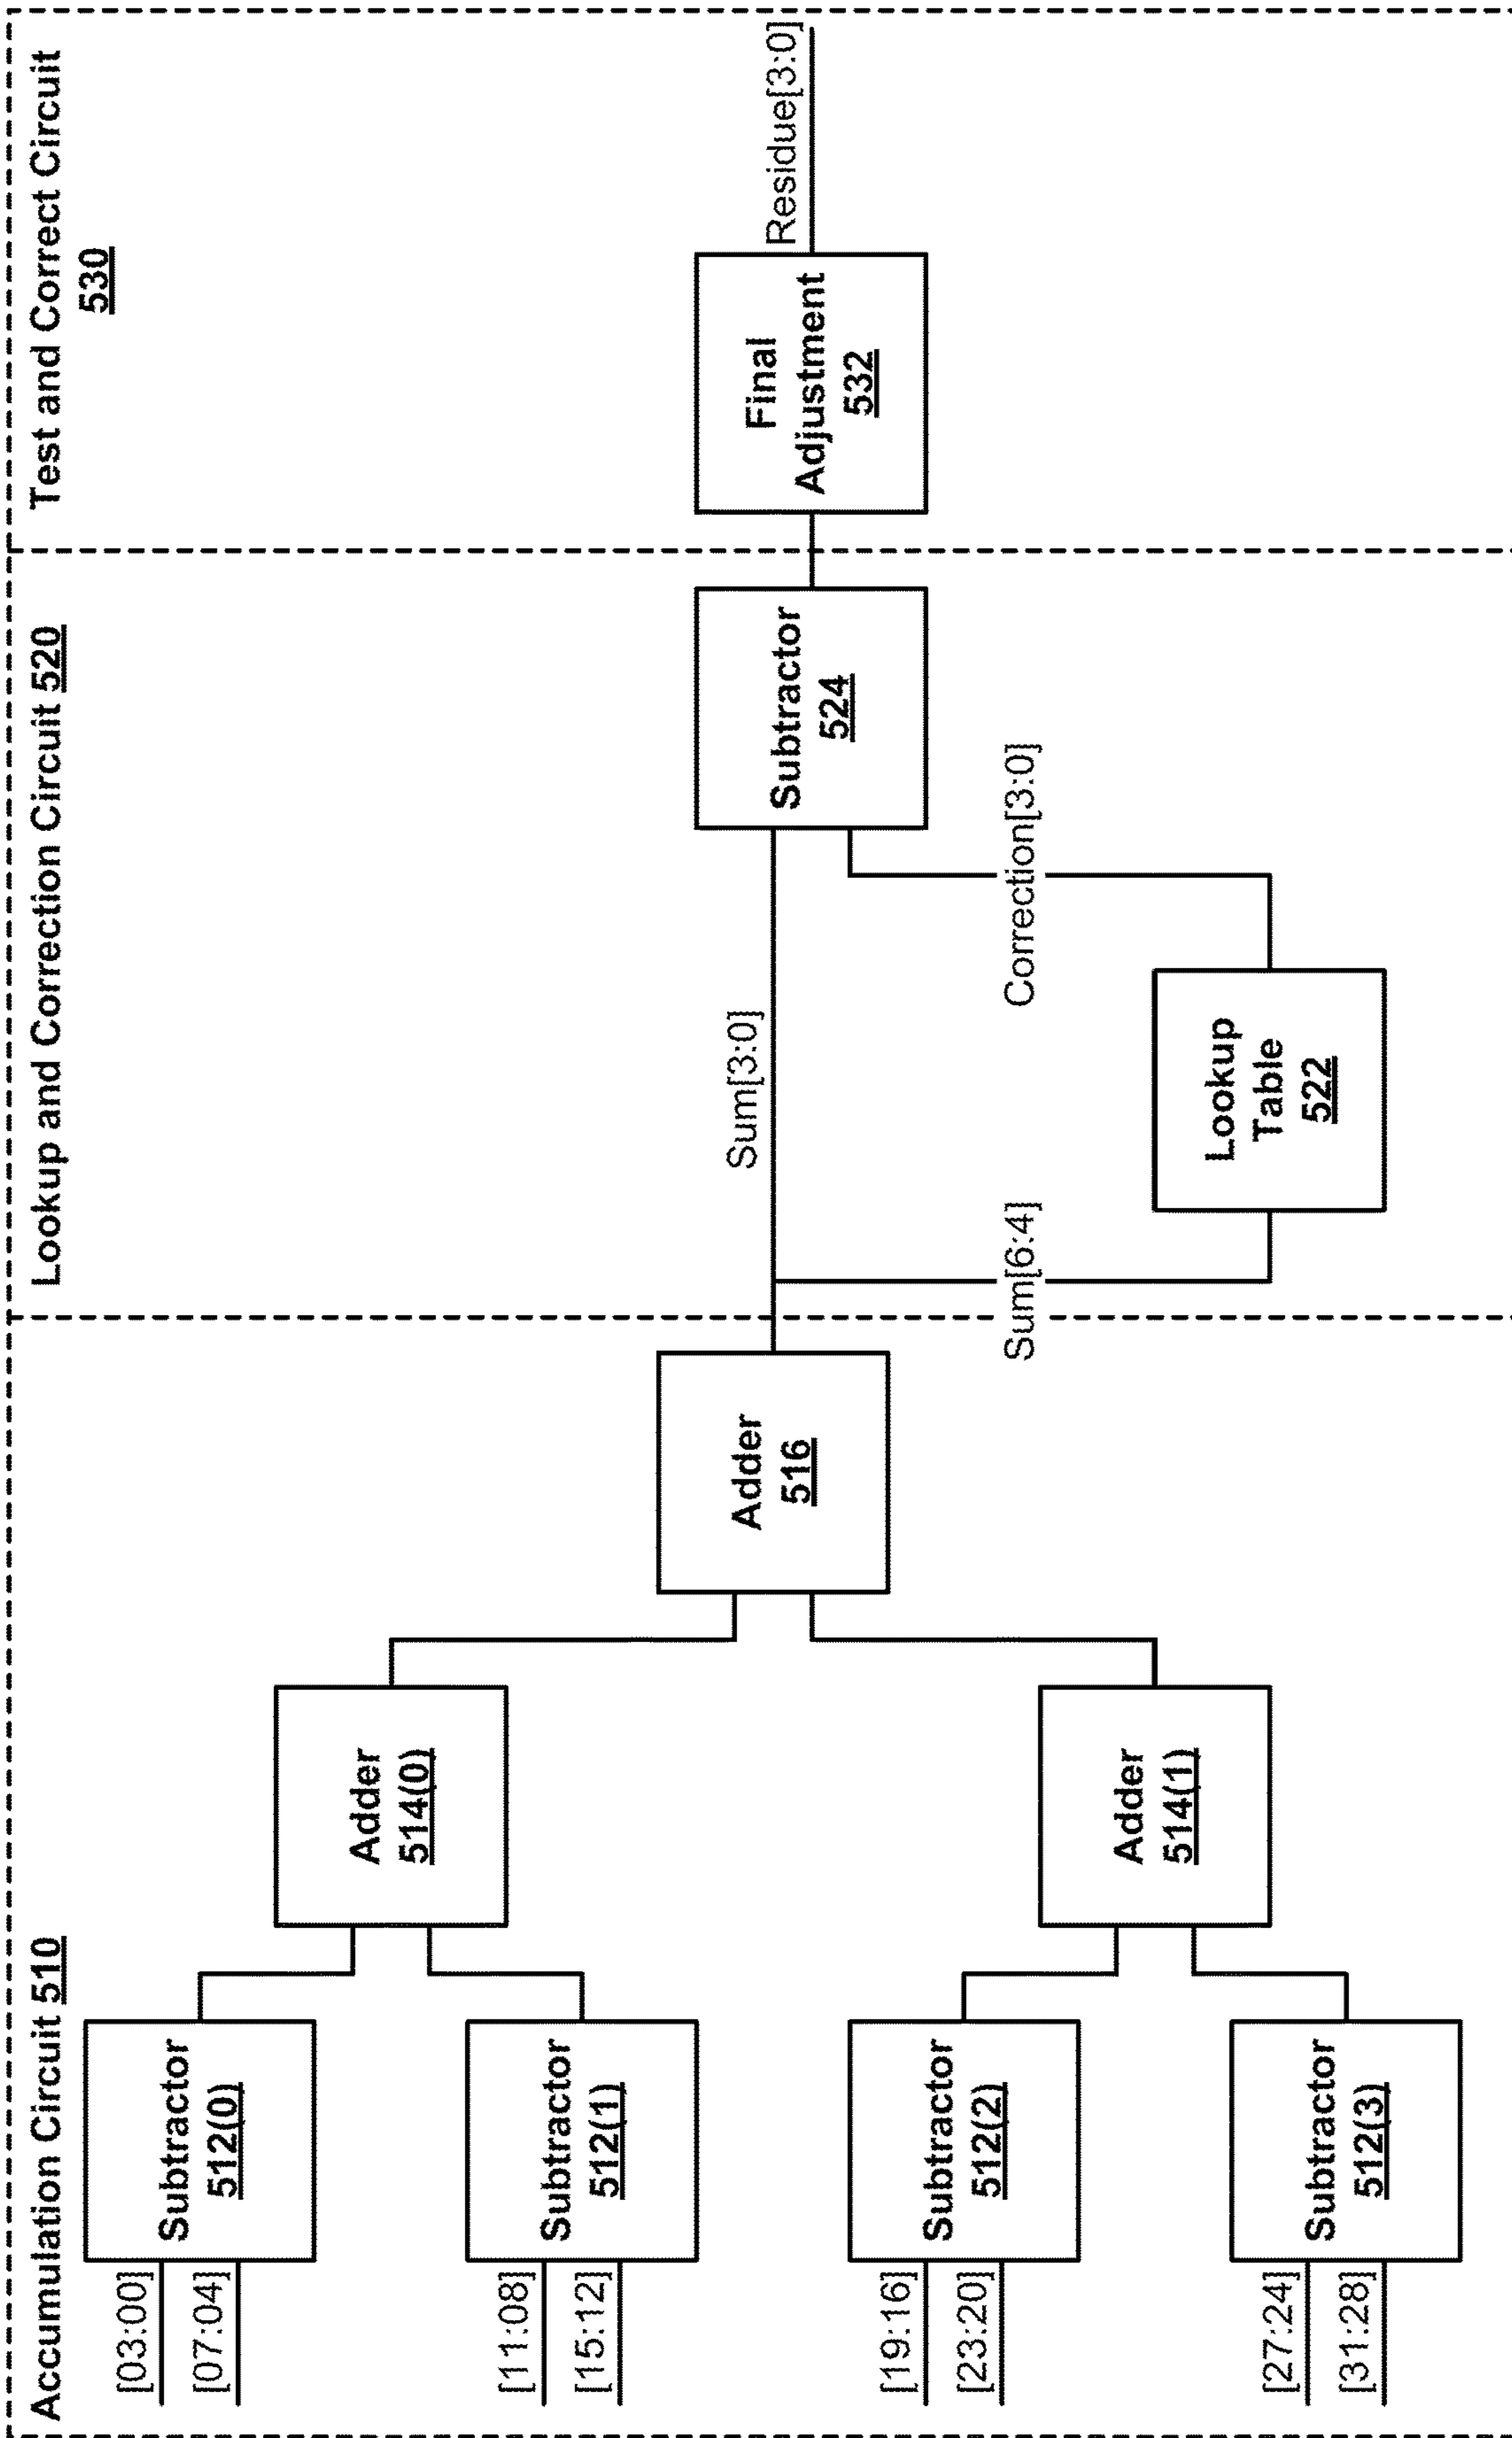 Accumulation Circuit 510
[03:00]
[07:04]
Subtractor
512(0)
[11:08]
[15:12]
Subtractor
512(1)
[19:16]
[23:20]
Subtractor
512(2)
[27:24]
[31:28]
Subtractor
512(3)
Adder
514(0)
Adder
514(1)
Adder
516
Lookup and Correction Circuit 520
Sum[3:0]
Sum[6:4]
Lookup
Table
522
Correction[3:0]
Subtractor
524
Test and Correct Circuit
530
Final
Adjustment
532
Residue[3:0]